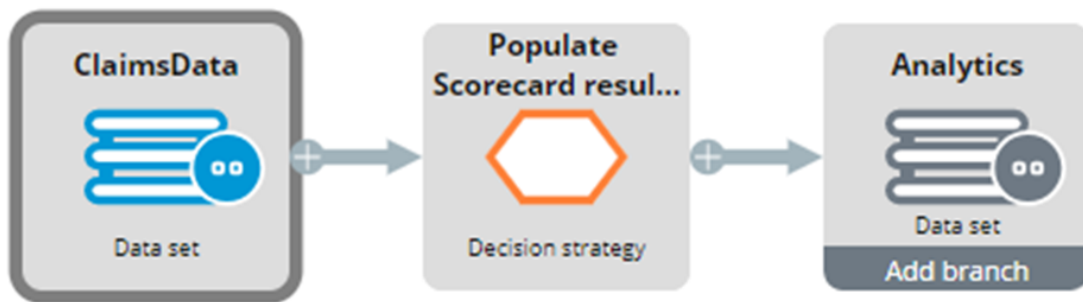 ClaimsData
Data set
Populate
Scorecard resul...
Decision strategy
Analytics
Data set
Add branch